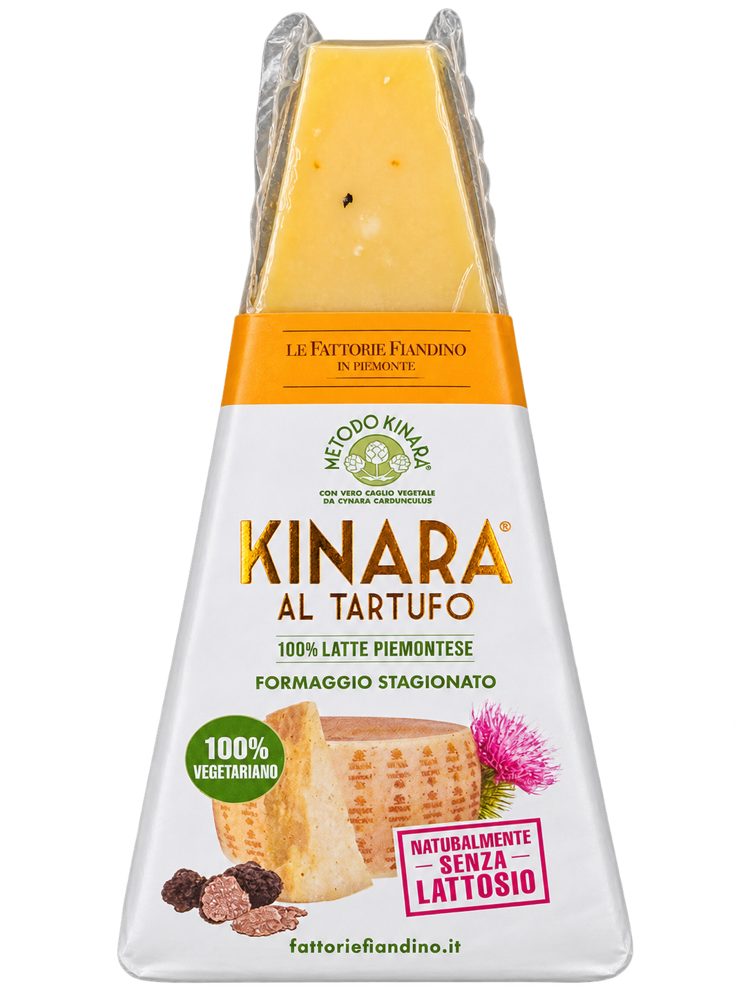 LE FATTORIE FIANDINO
IN PIEMONTE
METODO KINARA®
CON VERO CAGLIO VEGETALE
DA CYNARA CARDUNCULUS
KINARA®
AL TARTUFO
100% LATTE PIEMONTESE
FORMAGGIO STAGIONATO
100%
VEGETARIANO
NATUBALMENTE
SENZA
LATTOSIO
fattoriefiandino.it